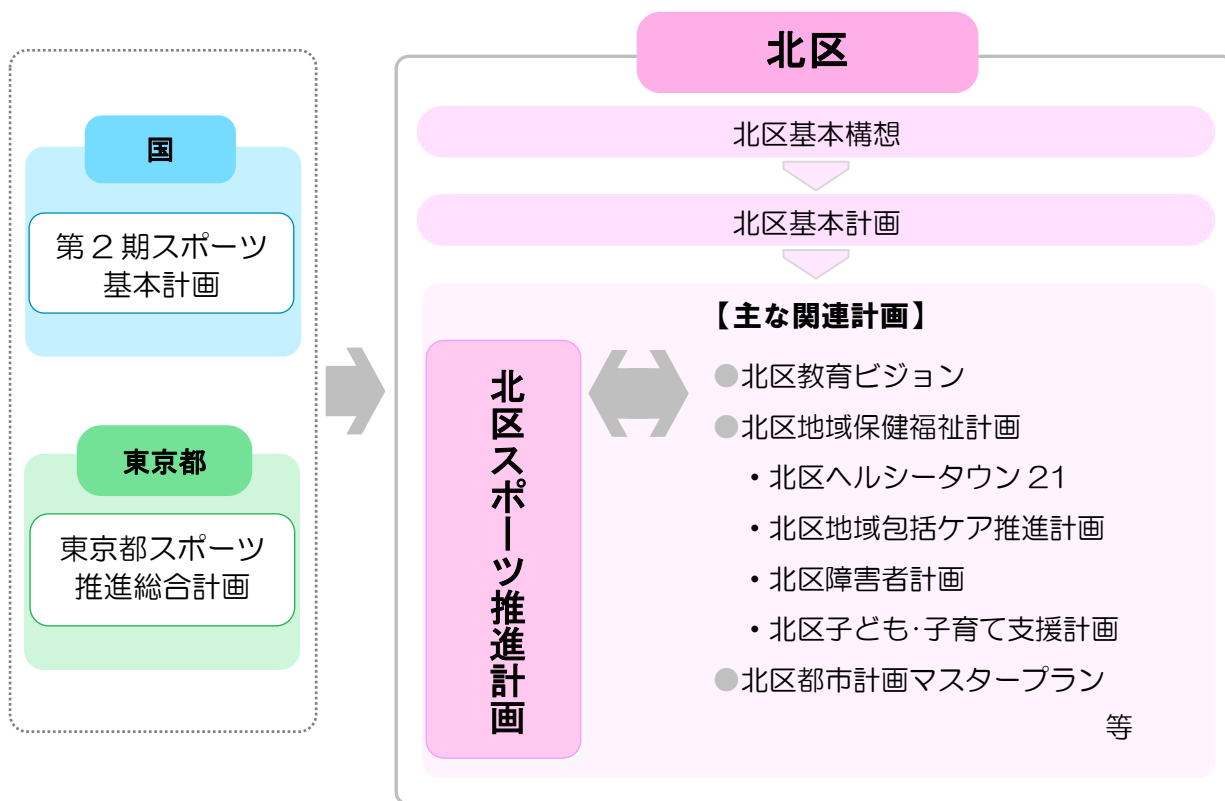 国
第2期スポーツ
基本計画
東京都
東京都スポーツ
推進総合計画
北区
北区基本構想
北区基本計画
北区スポーツ推進計画
【主な関連計画】
●北区教育ビジョン
●北区地域保健福祉計画
・北区ヘルシータウン21
・北区地域包括ケア推進計画
・北区障害者計画
・北区子ども･子育て支援計画
●北区都市計画マスタープラン
等